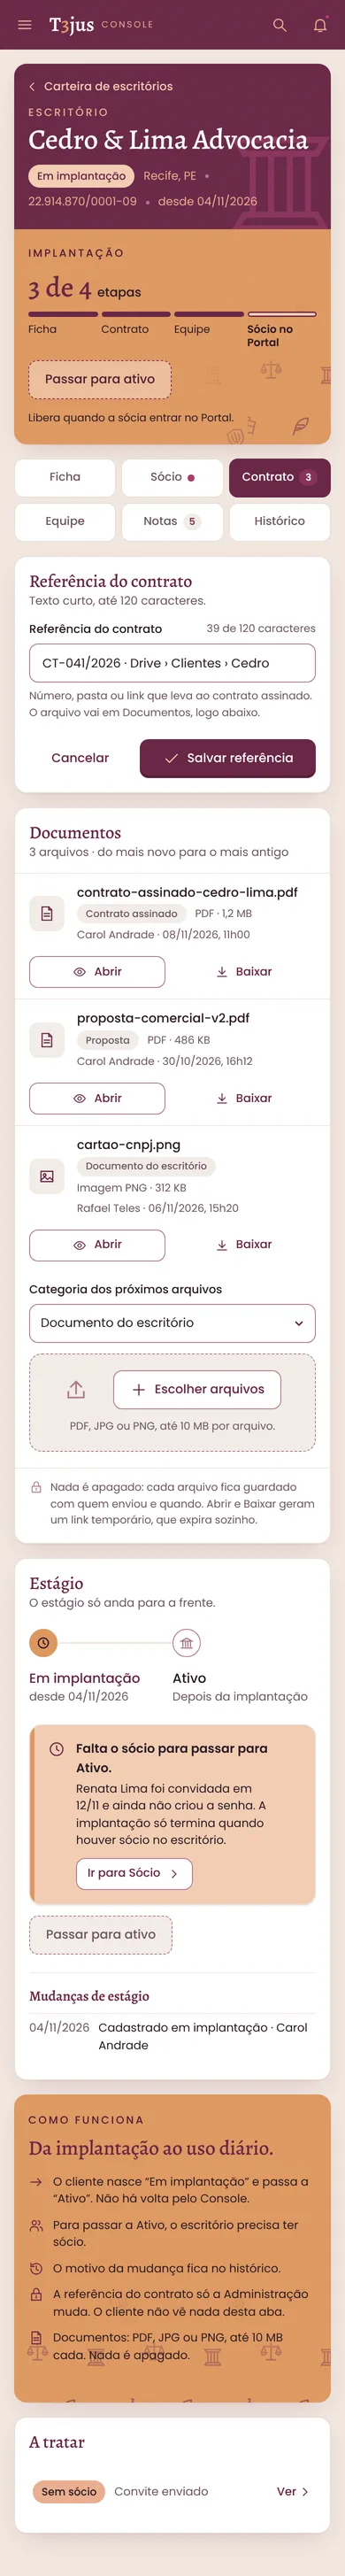 T3jus CONSOLE
Carteira de escritórios
ESCRITÓRIO
Cedro & Lima Advocacia
Em implantação Recife, PE •
22.914.870/0001-09 • desde 04/11/2026
IMPLANTAÇÃO
3 de 4 etapas
Ficha Contrato Equipe Sócio no
Portal
Passar para ativo
Libera quando a sócia entrar no Portal.
Ficha Sócio Contrato 3
Equipe Notas 5 Histórico
Referência do contrato
Texto curto, até 120 caracteres.
Referência do contrato 39 de 120 caracteres
CT-041/2026 · Drive › Clientes › Cedro
Número, pasta ou link que leva ao contrato assinado.
O arquivo vai em Documentos, logo abaixo.
Cancelar Salvar referência
Documentos
3 arquivos · do mais novo para o mais antigo
contrato-assinado-cedro-lima.pdf
Contrato assinado PDF · 1,2 MB
Carol Andrade · 08/11/2026, 11h00
Abrir Baixar
proposta-comercial-v2.pdf
Proposta PDF · 486 KB
Carol Andrade · 30/10/2026, 16h12
Abrir Baixar
cartao-cnpj.png
Documento do escritório
Imagem PNG · 312 KB
Rafael Teles · 06/11/2026, 15h20
Abrir Baixar
Categoria dos próximos arquivos
Documento do escritório
Escolher arquivos
PDF, JPG ou PNG, até 10 MB por arquivo.
Nada é apagado: cada arquivo fica guardado
com quem enviou e quando. Abrir e Baixar geram
um link temporário, que expira sozinho.
Estágio
O estágio só anda para a frente.
Em implantação Ativo
desde 04/11/2026 Depois da implantação
Falta o sócio para passar para
Ativo.
Renata Lima foi convidada em
12/11 e ainda não criou a senha. A
implantação só termina quando
houver sócio no escritório.
Ir para Sócio
Passar para ativo
Mudanças de estágio
04/11/2026 Cadastrado em implantação · Carol
Andrade
COMO FUNCIONA
Da implantação ao uso diário.
O cliente nasce “Em implantação” e passa a
“Ativo”. Não há volta pelo Console.
Para passar a Ativo, o escritório precisa ter
sócio.
O motivo da mudança fica no histórico.
A referência do contrato só a Administração
muda. O cliente não vê nada desta aba.
Documentos: PDF, JPG ou PNG, até 10 MB
cada. Nada é apagado.
A tratar
Sem sócio Convite enviado Ver